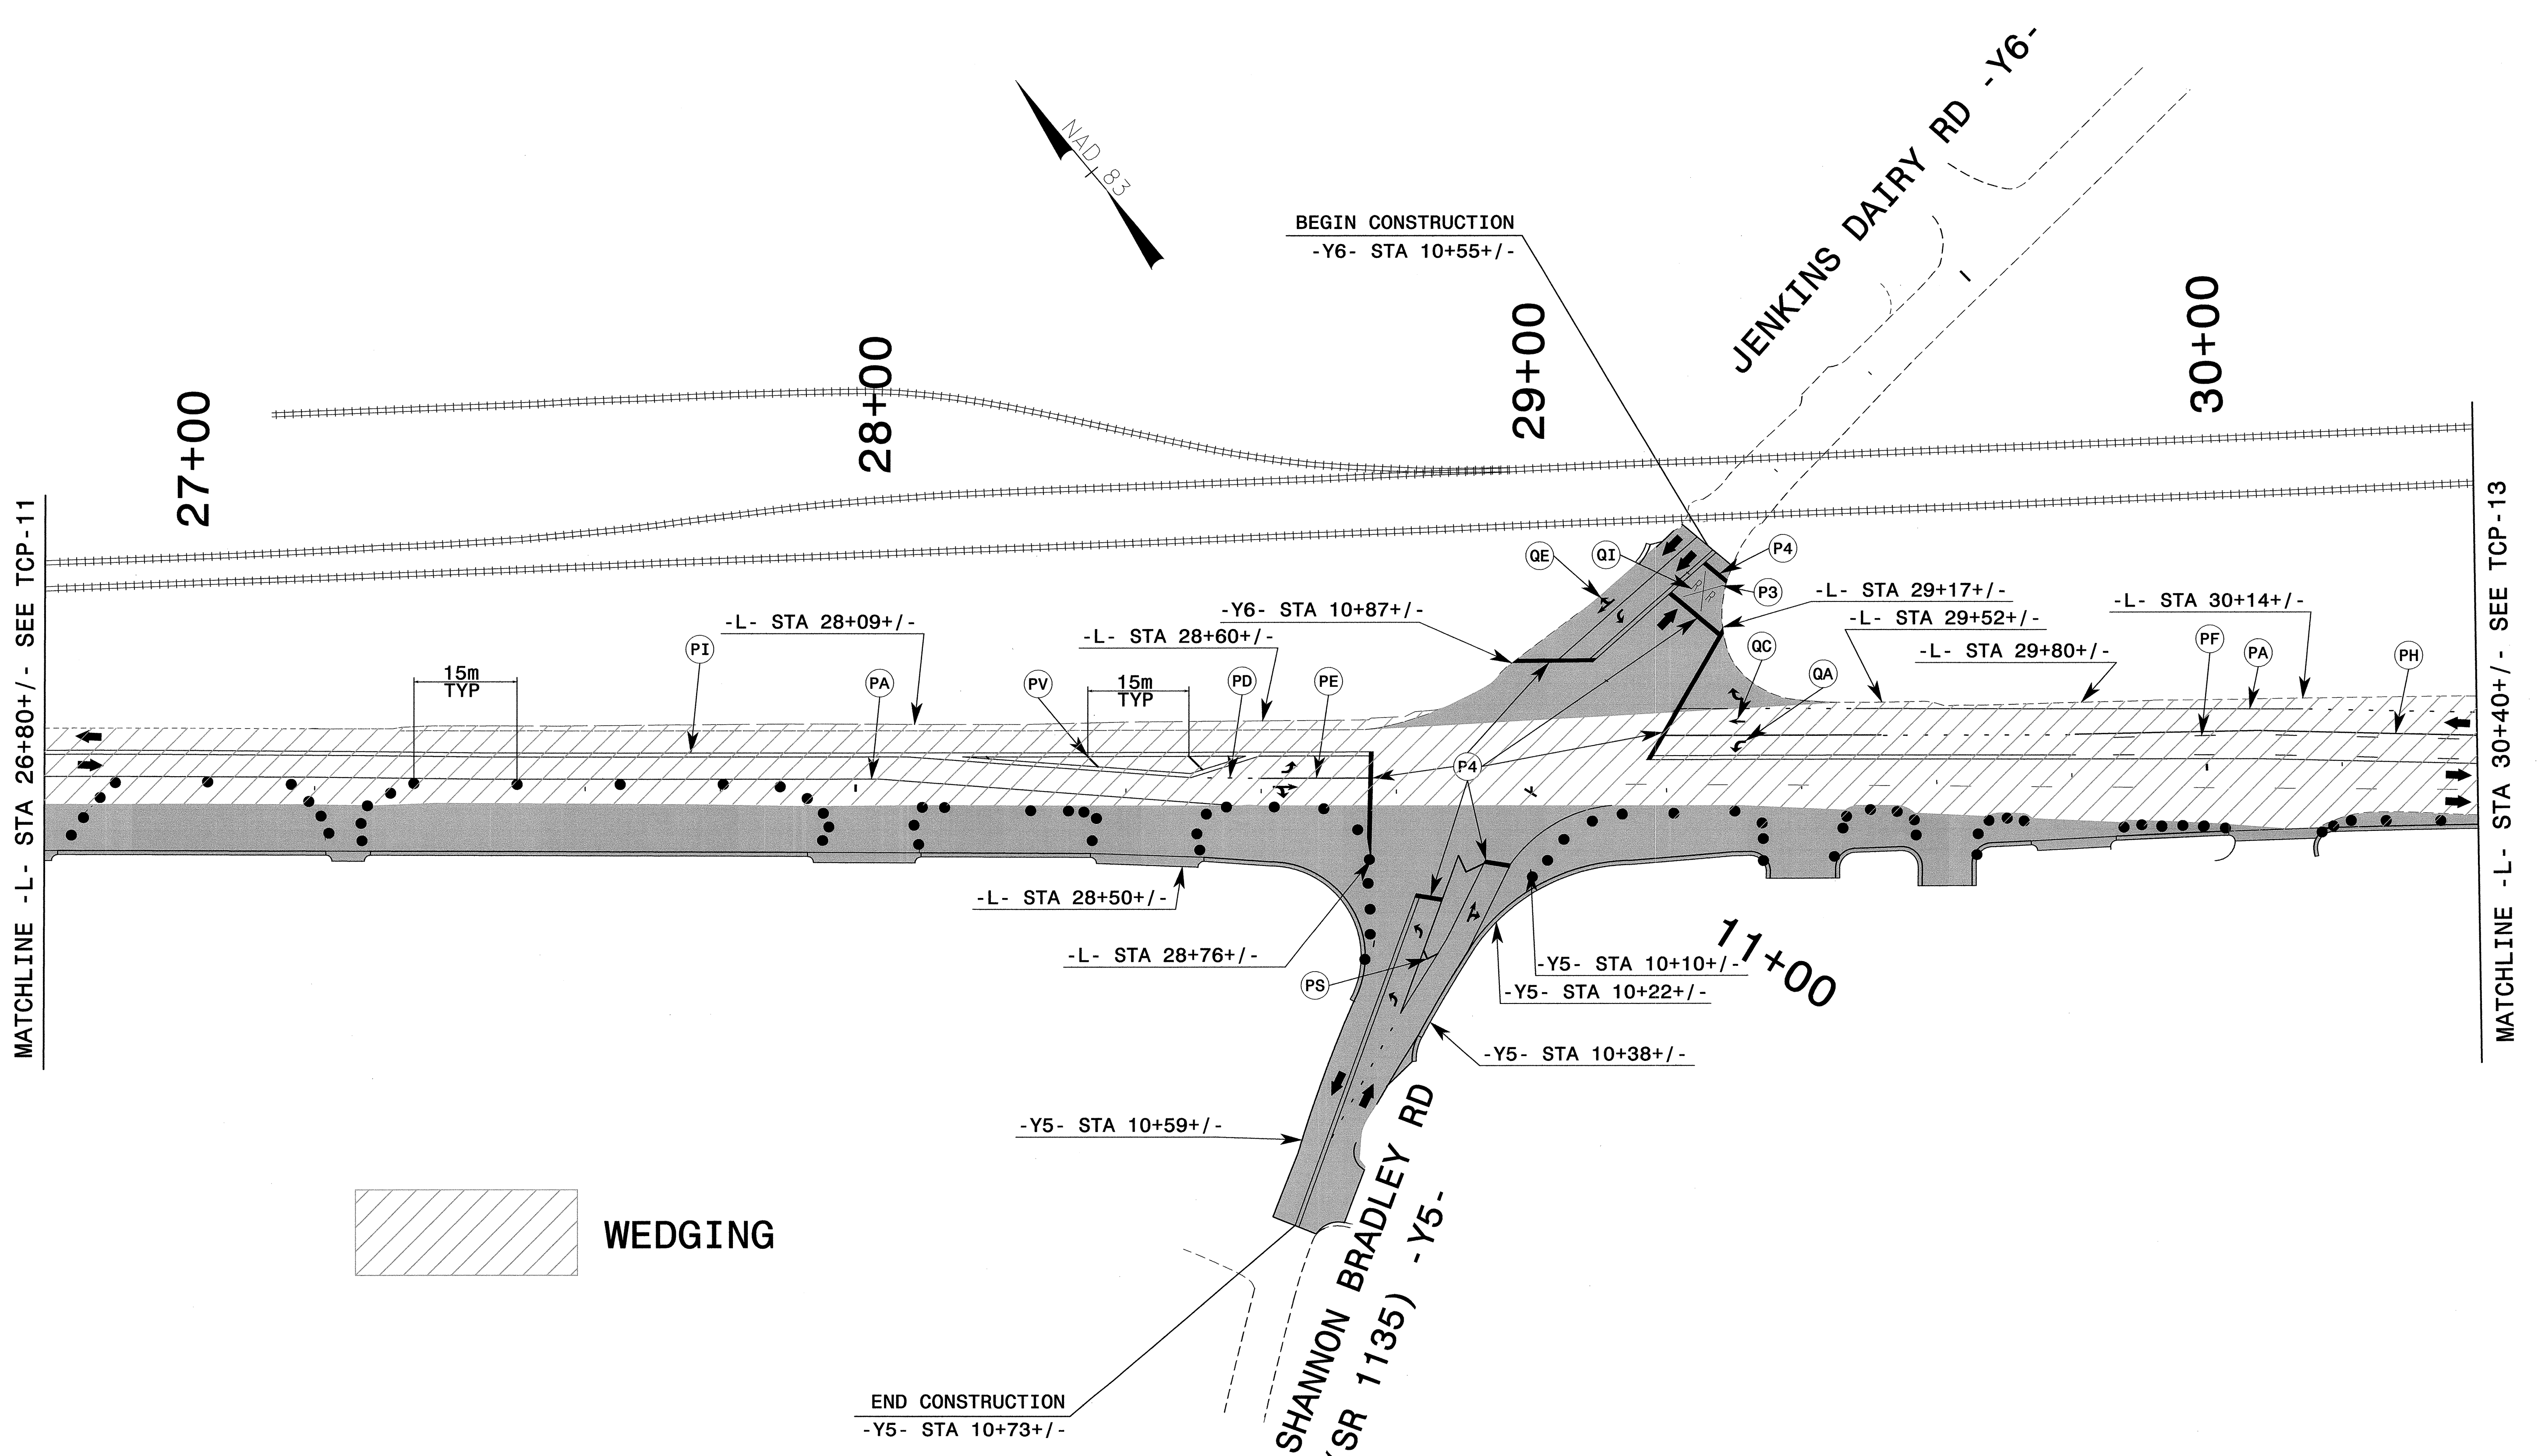 JENKINS DAIRY RD -Y6-
NAD 83
BEGIN CONSTRUCTION
-Y6- STA 10+55+/-
27+00
28+00
29+00
30+00
MATCHLINE -L- STA 26+80+/- SEE TCP-11
MATCHLINE -L- STA 30+40+/- SEE TCP-13
QE
QI
P4
P3
-L- STA 29+17+/-
-Y6- STA 10+87+/-
-L- STA 29+52+/-
-L- STA 30+14+/-
-L- STA 28+09+/-
-L- STA 28+60+/-
-L- STA 29+80+/-
PI
QC
PF
PA
PH
15m
TYP
PA
PV
15m
TYP
PD
PE
QA
R R
P4
-L- STA 28+50+/-
-L- STA 28+76+/-
PS
-Y5- STA 10+10+/-
-Y5- STA 10+22+/-
11+00
-Y5- STA 10+38+/-
-Y5- STA 10+59+/-
WEDGING
SHANNON BRADLEY RD
(SR 1135) -Y5-
END CONSTRUCTION
-Y5- STA 10+73+/-